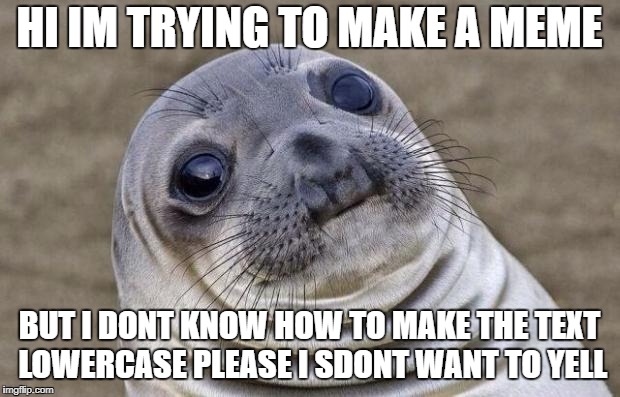 HI IM TRYING TO MAKE A MEME
BUT I DONT KNOW HOW TO MAKE THE TEXT
LOWERCASE PLEASE I SDONT WANT TO YELL
imgflip.com